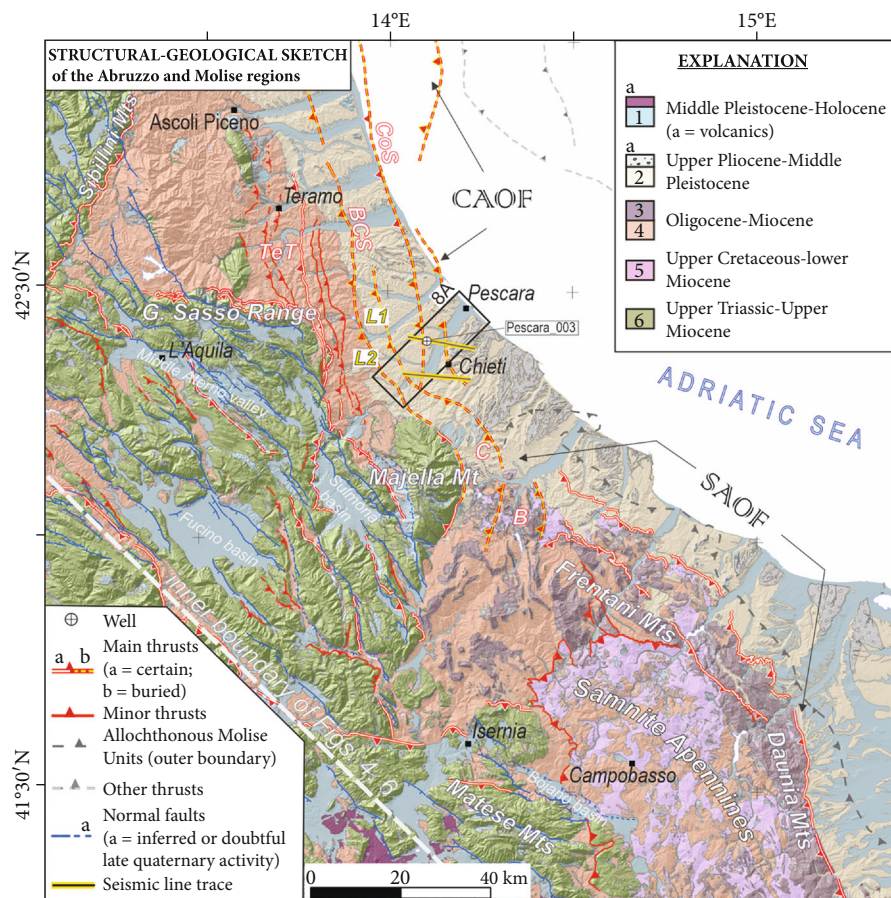 14°E
15°E
STRUCTURAL-GEOLOGICAL SKETCH
of the Abruzzo and Molise regions
EXPLANATION
a
1
Middle Pleistocene-Holocene
(a = volcanics)
a
2
Upper Pliocene-Middle
Pleistocene
3
4
Oligocene-Miocene
5
Upper Cretaceous-lower
Miocene
6
Upper Triassic-Upper
Miocene
Sibillini Mts
Ascoli Piceno
CoS
CAOF
Teramo
BCS
TeT
42°30′N
8A
Pescara
G. Sasso Range
L1
Pescara_003
L'Aquila
L2
Chieti
Middle Aterno valley
ADRIATIC SEA
C
Majella Mt
Sulmona
basin
SAOF
Fucino basin
B
Frentani Mts
Inner boundary of Figs. 4, 6
Samnite Apennines
Daunia Mts
Isernia
Campobasso
Bojano basin
Matese Mts
41°30′N
Well
a b
Main thrusts
(a = certain;
b = buried)
Minor thrusts
Allochthonous Molise
Units (outer boundary)
Other thrusts
a
Normal faults
(a = inferred or doubtful
late quaternary activity)
Seismic line trace
0 20 40 km